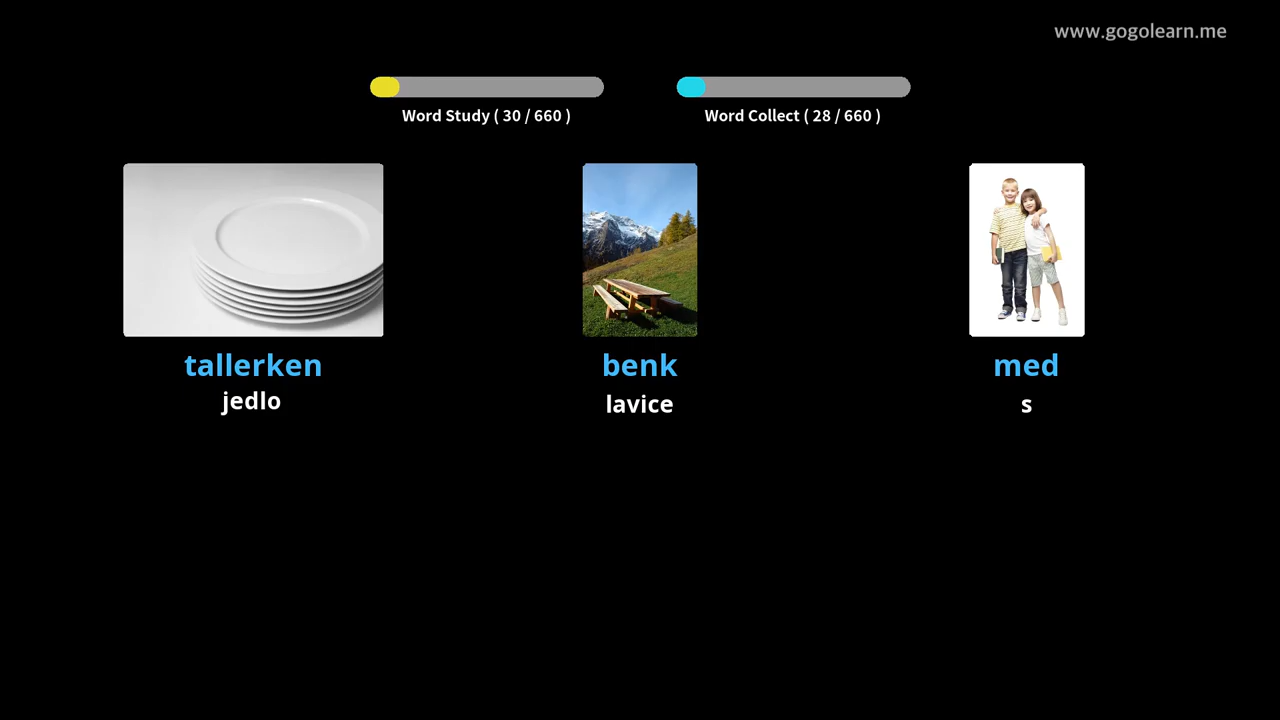 www.gogolearn.me
Word Study ( 30 / 660 )
Word Collect ( 28 / 660 )
tallerken
jedlo
benk
lavice
med
s